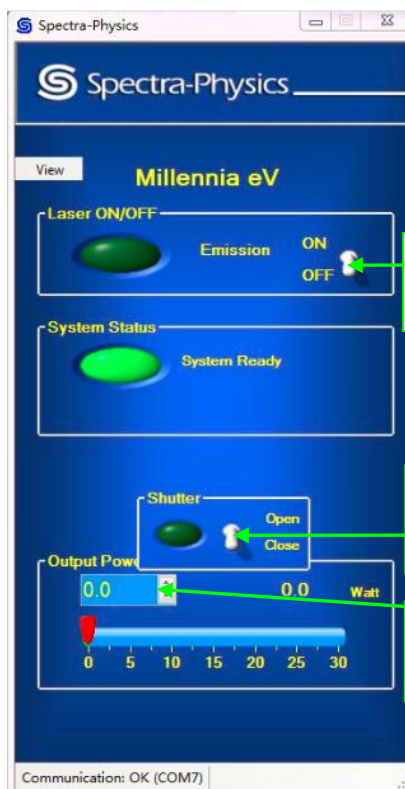 Spectra-Physics
Spectra-Physics
View
Millennia eV
Laser ON/OFF
Emission
ON
OFF
System Status
System Ready
Shutter
Open
Close
Output Pow
0.0
0.0 Watt
0 5 10 15 20 25 30
Communication: OK (COM7)